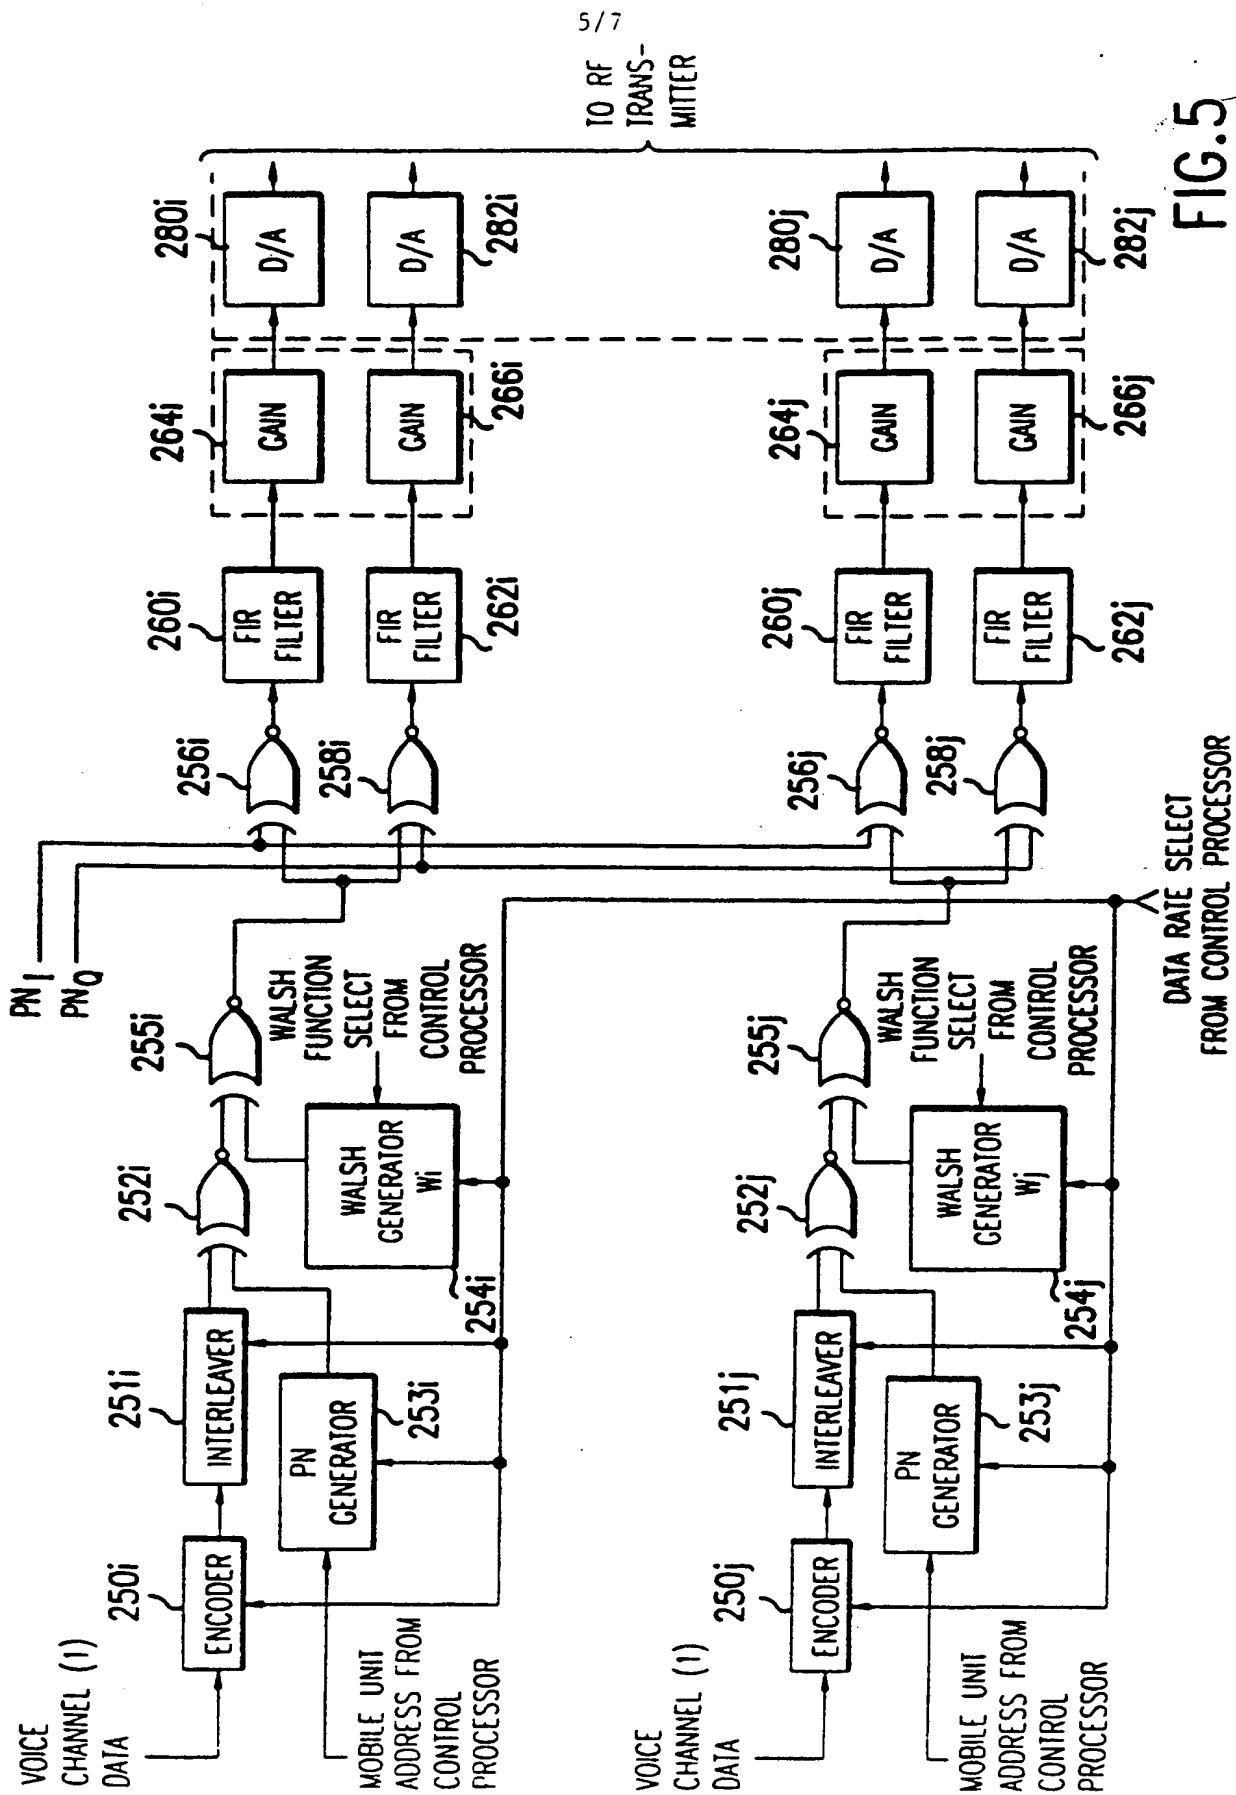 5/7
VOICE
CHANNEL (1)
DATA
250i
ENCODER
251i
INTERLEAVER
252i
255i
PN I
PN Q
MOBILE UNIT
ADDRESS FROM
CONTROL
PROCESSOR
PN
GENERATOR
253i
WALSH
GENERATOR
Wi
254i
WALSH
FUNCTION
SELECT
FROM
CONTROL
PROCESSOR
256i
258i
260i
FIR
FILTER
FIR
FILTER
262i
264i
GAIN
GAIN
266i
280i
D/A
D/A
282i
TO RF
TRANS-
MITTER
VOICE
CHANNEL (1)
DATA
250j
ENCODER
251j
INTERLEAVER
252j
255j
MOBILE UNIT
ADDRESS FROM
CONTROL
PROCESSOR
PN
GENERATOR
253j
WALSH
GENERATOR
Wj
254j
WALSH
FUNCTION
SELECT
FROM
CONTROL
PROCESSOR
256j
258j
260j
FIR
FILTER
FIR
FILTER
262j
264j
GAIN
GAIN
266j
280j
D/A
D/A
282j
DATA RATE SELECT
FROM CONTROL PROCESSOR
FIG.5